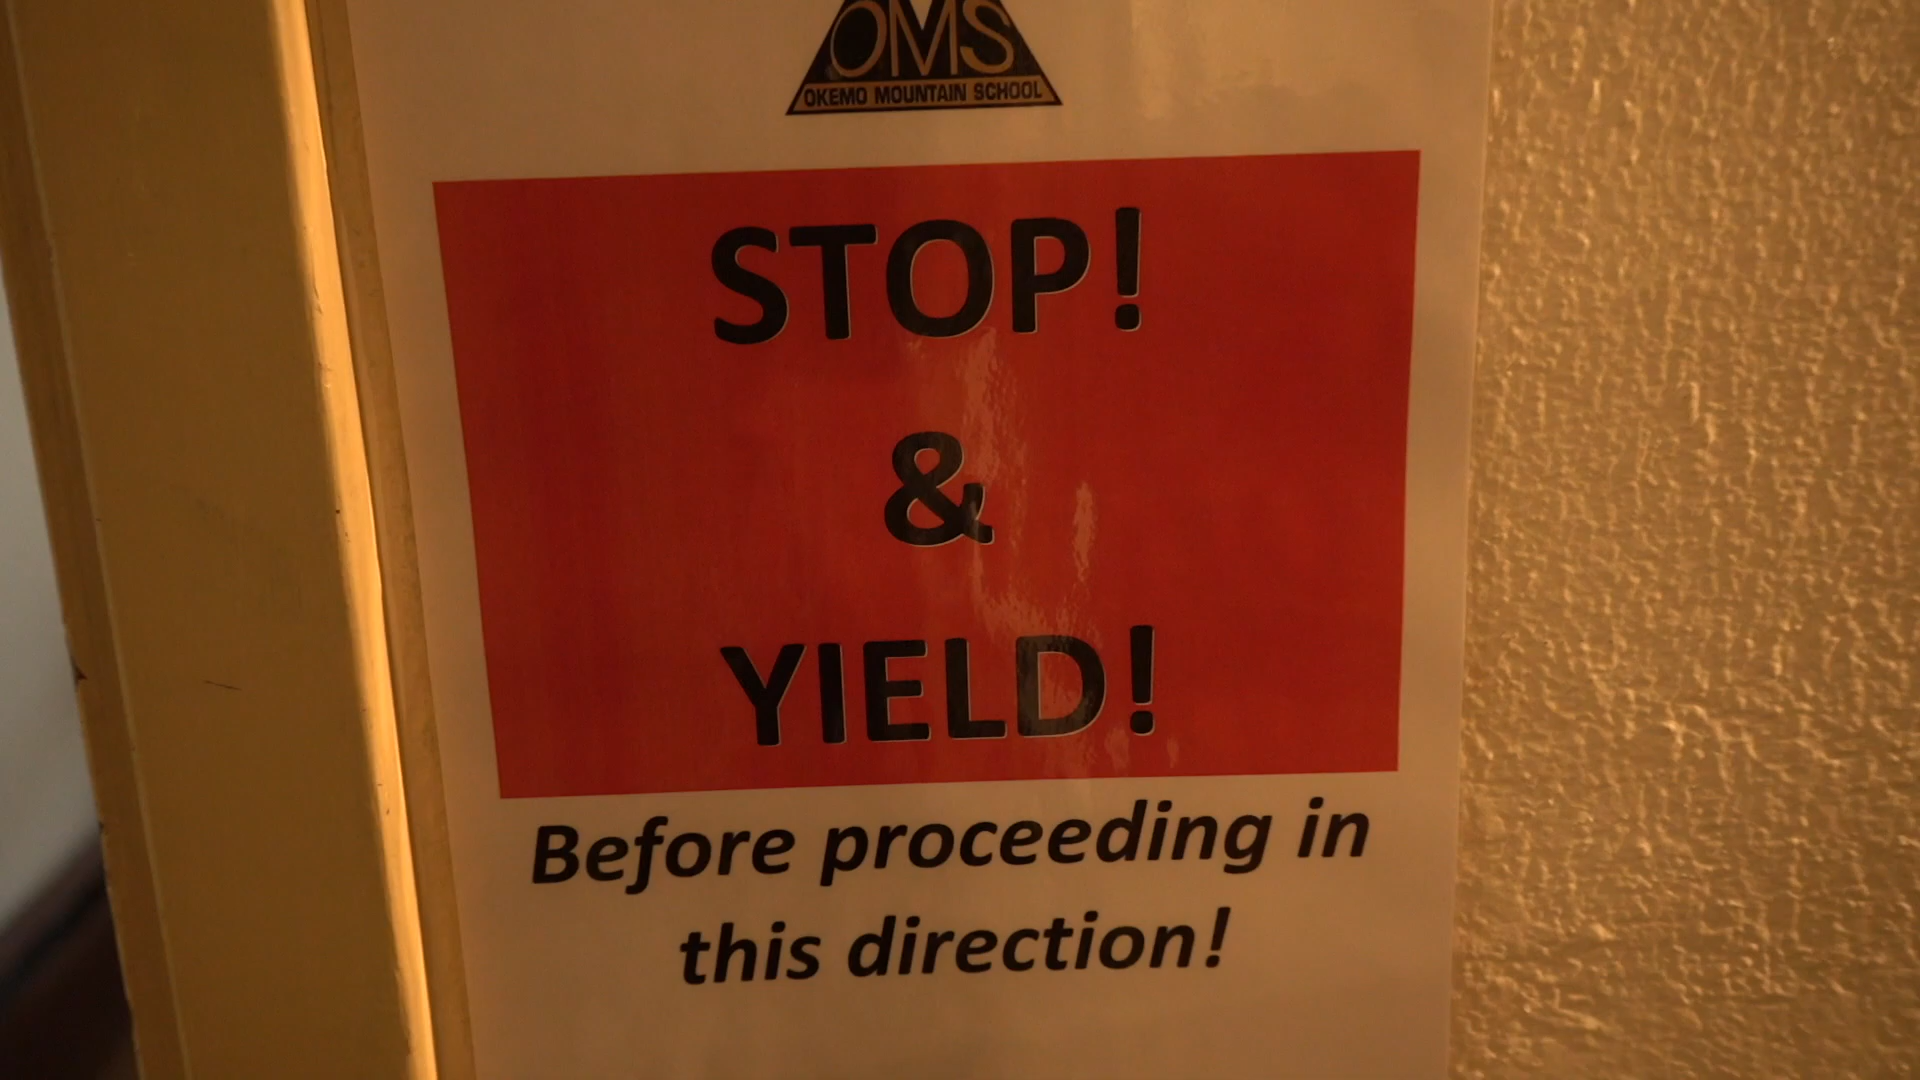 OMS
OKEMO MOUNTAIN SCHOOL
STOP!
&
YIELD!
Before proceeding in
this direction!